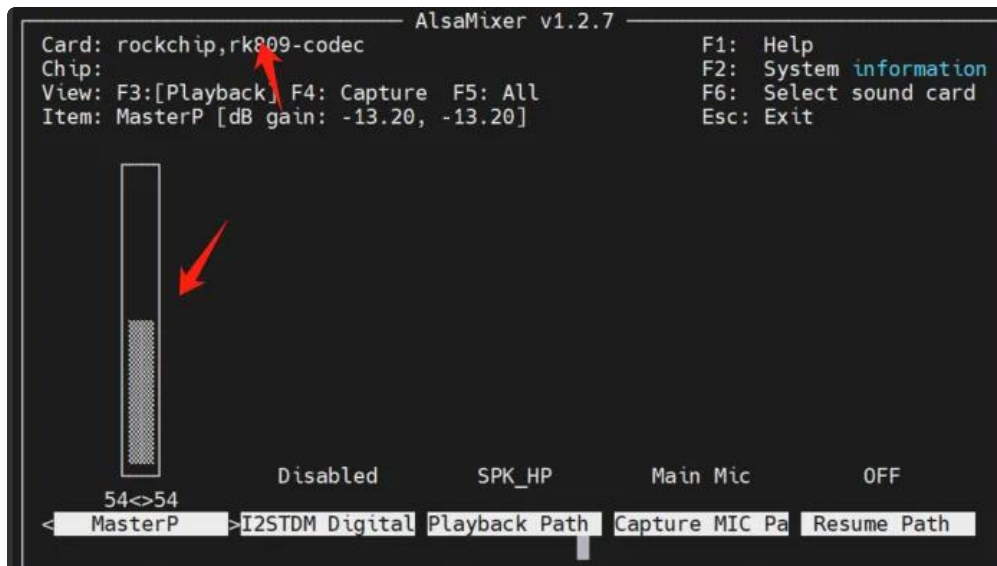 AlsaMixer v1.2.7
Card: rockchip,rk809-codec F1: Help
Chip: F2: System information
View: F3:[Playback] F4: Capture F5: All F6: Select sound card
Item: MasterP [dB gain: -13.20, -13.20] Esc: Exit
Disabled SPK_HP Main Mic OFF
54<>54
< MasterP >I2STDM Digital Playback Path Capture MIC Pa Resume Path